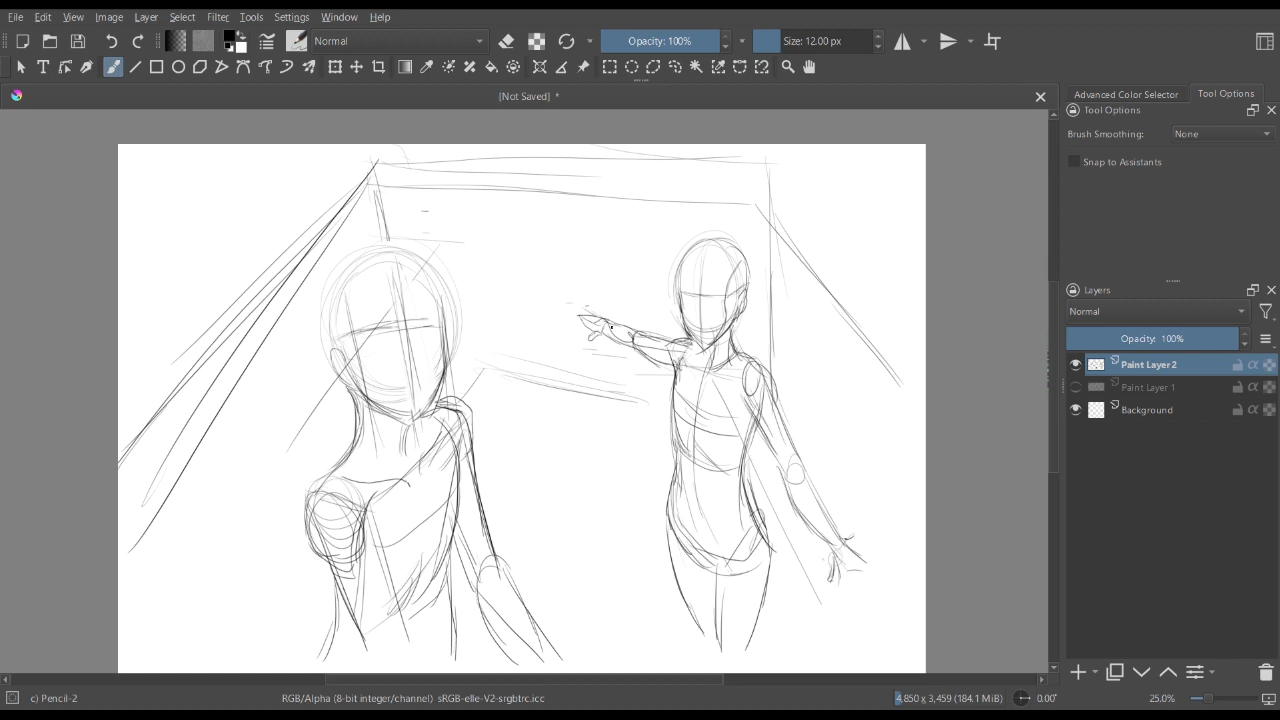 File Edit View Image Layer Select Filter Tools Settings Window Help
Normal Opacity: 100% Size: 12.00 px
[Not Saved] *
Advanced Color Selector Tool Options
Tool Options
Brush Smoothing: None
Snap to Assistants
Layers
Normal
Opacity: 100%
Paint Layer 2
Paint Layer 1
Background
c) Pencil-2 RGB/Alpha (8-bit integer/channel) sRGB-elle-V2-srgbtrc.icc 4,850 x 3,459 (184.1 MiB) 0.00° 25.0%